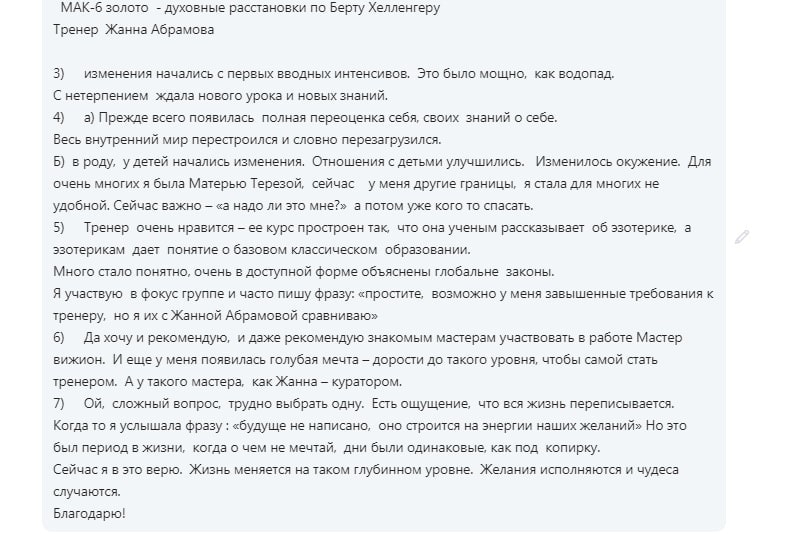 МАК-6 золото - духовные расстановки по Берту Хелленгеру
Тренер Жанна Абрамова
3) изменения начались с первых вводных интенсивов. Это было мощно, как водопад.
С нетерпением ждала нового урока и новых знаний.
4) а) Прежде всего появилась полная переоценка себя, своих знаний о себе.
Весь внутренний мир перестроился и словно перезагрузился.
Б) в роду, у детей начались изменения. Отношения с детьми улучшились. Изменилось окружение. Для
очень многих я была Матерью Терезой, сейчас у меня другие границы, я стала для многих не
удобной. Сейчас важно – «а надо ли это мне?» а потом уже кого то спасать.
5) Тренер очень нравится – ее курс простроен так, что она ученым рассказывает об эзотерике, а
эзотерикам дает понятие о базовом классическом образовании.
Много стало понятно, очень в доступной форме объяснены глобальне законы.
Я участвую в фокус группе и часто пишу фразу: «простите, возможно у меня завышенные требования к
тренеру, но я их с Жанной Абрамовой сравниваю»
6) Да хочу и рекомендую, и даже рекомендую знакомым мастерам участвовать в работе Мастер
вижион. И еще у меня появилась голубая мечта – дорости до такого уровня, чтобы самой стать
тренером. А у такого мастера, как Жанна – куратором.
7) Ой, сложный вопрос, трудно выбрать одну. Есть ощущение, что вся жизнь переписывается.
Когда то я услышала фразу : «будуще не написано, оно строится на энергии наших желаний» Но это
был период в жизни, когда о чем не мечтай, дни были одинаковые, как под копирку.
Сейчас я в это верю. Жизнь меняется на таком глубинном уровне. Желания исполняются и чудеса
случаются.
Благодарю!